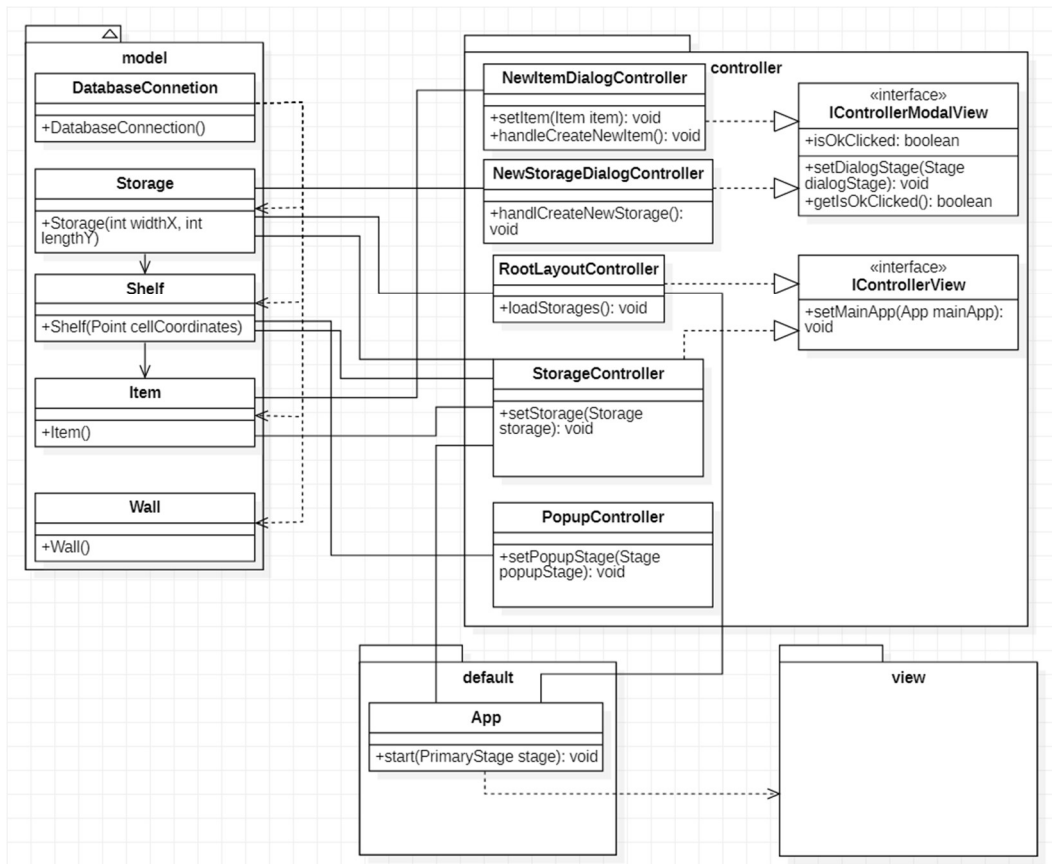 model
DatabaseConnetion
+DatabaseConnection()
Storage
+Storage(int widthX, int
lengthY)
Shelf
+Shelf(Point cellCoordinates)
Item
+Item()
Wall
+Wall()
controller
NewItemDialogController
+setItem(Item item): void
+handleCreateNewItem(): void
NewStorageDialogController
+handlCreateNewStorage():
void
RootLayoutController
+loadStorages(): void
StorageController
+setStorage(Storage
storage): void
PopupController
+setPopupStage(Stage
popupStage): void
«interface»
IControllerModalView
+isOkClicked: boolean
+setDialogStage(Stage
dialogStage): void
+getIsOkClicked(): boolean
«interface»
IControllerView
+setMainApp(App mainApp):
void
default
App
+start(PrimaryStage stage): void
view